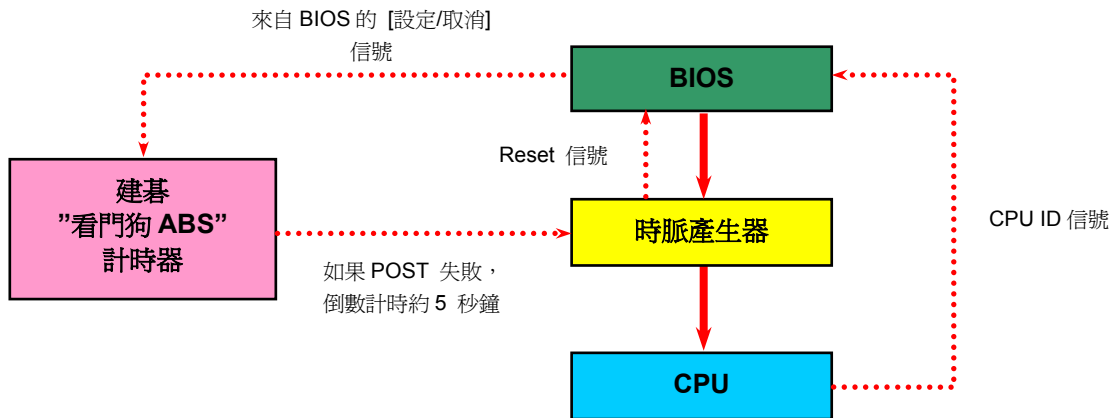 來自 BIOS 的 [設定/取消]
信號
BIOS
Reset 信號
建碁
”看門狗 ABS”
計時器
時脈產生器
CPU ID 信號
如果 POST 失敗，
倒數計時約 5 秒鐘
CPU